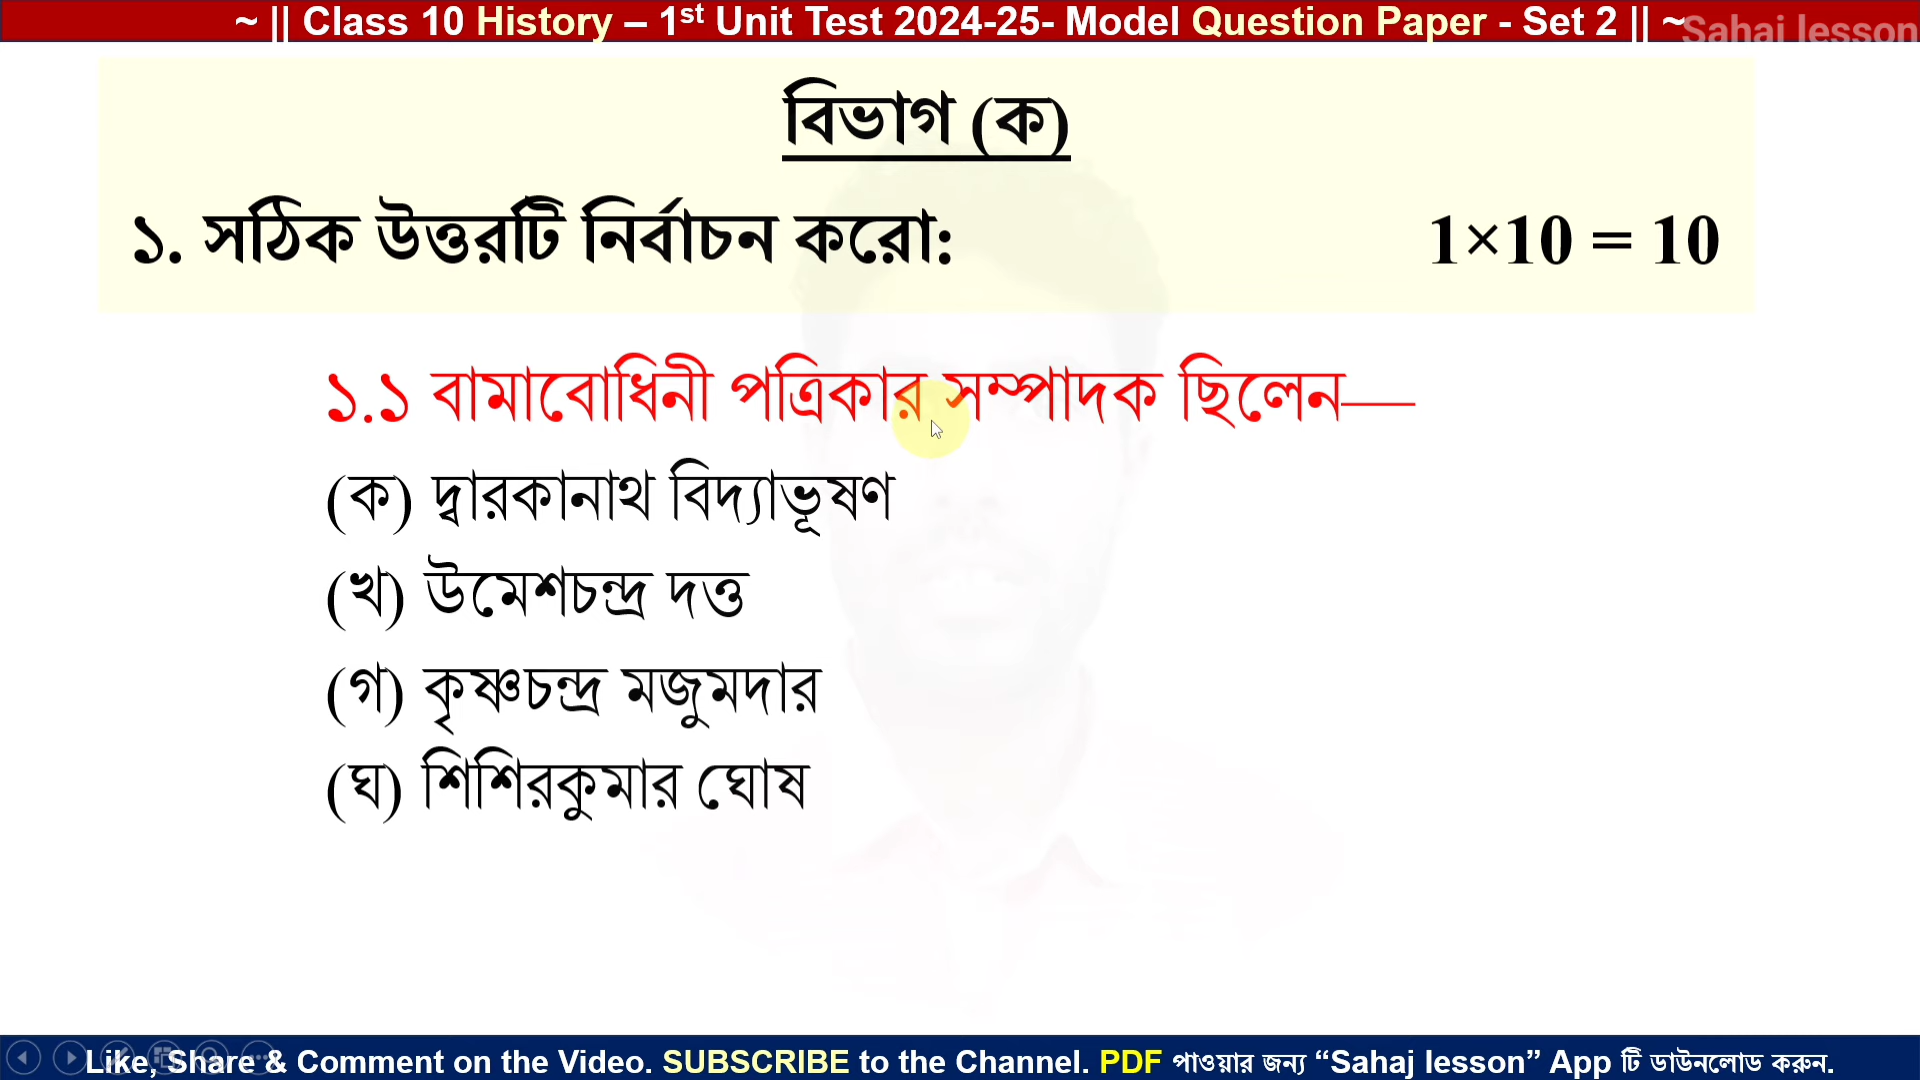 ~ || Class 10 History – 1st Unit Test 2024-25- Model Question Paper - Set 2 || ~
Sahaj lesson
বিভাগ (ক)
১. সঠিক উত্তরটি নির্বাচন করো: 1×10 = 10
১.১ বামাবোধিনী পত্রিকার সম্পাদক ছিলেন—
(ক) দ্বারকানাথ বিদ্যাভূষণ
(খ) উমেশচন্দ্র দত্ত
(গ) কৃষ্ণচন্দ্র মজুমদার
(ঘ) শিশিরকুমার ঘোষ
Like, Share & Comment on the Video. SUBSCRIBE to the Channel. PDF পাওয়ার জন্য “Sahaj lesson” App টি ডাউনলোড করুন.